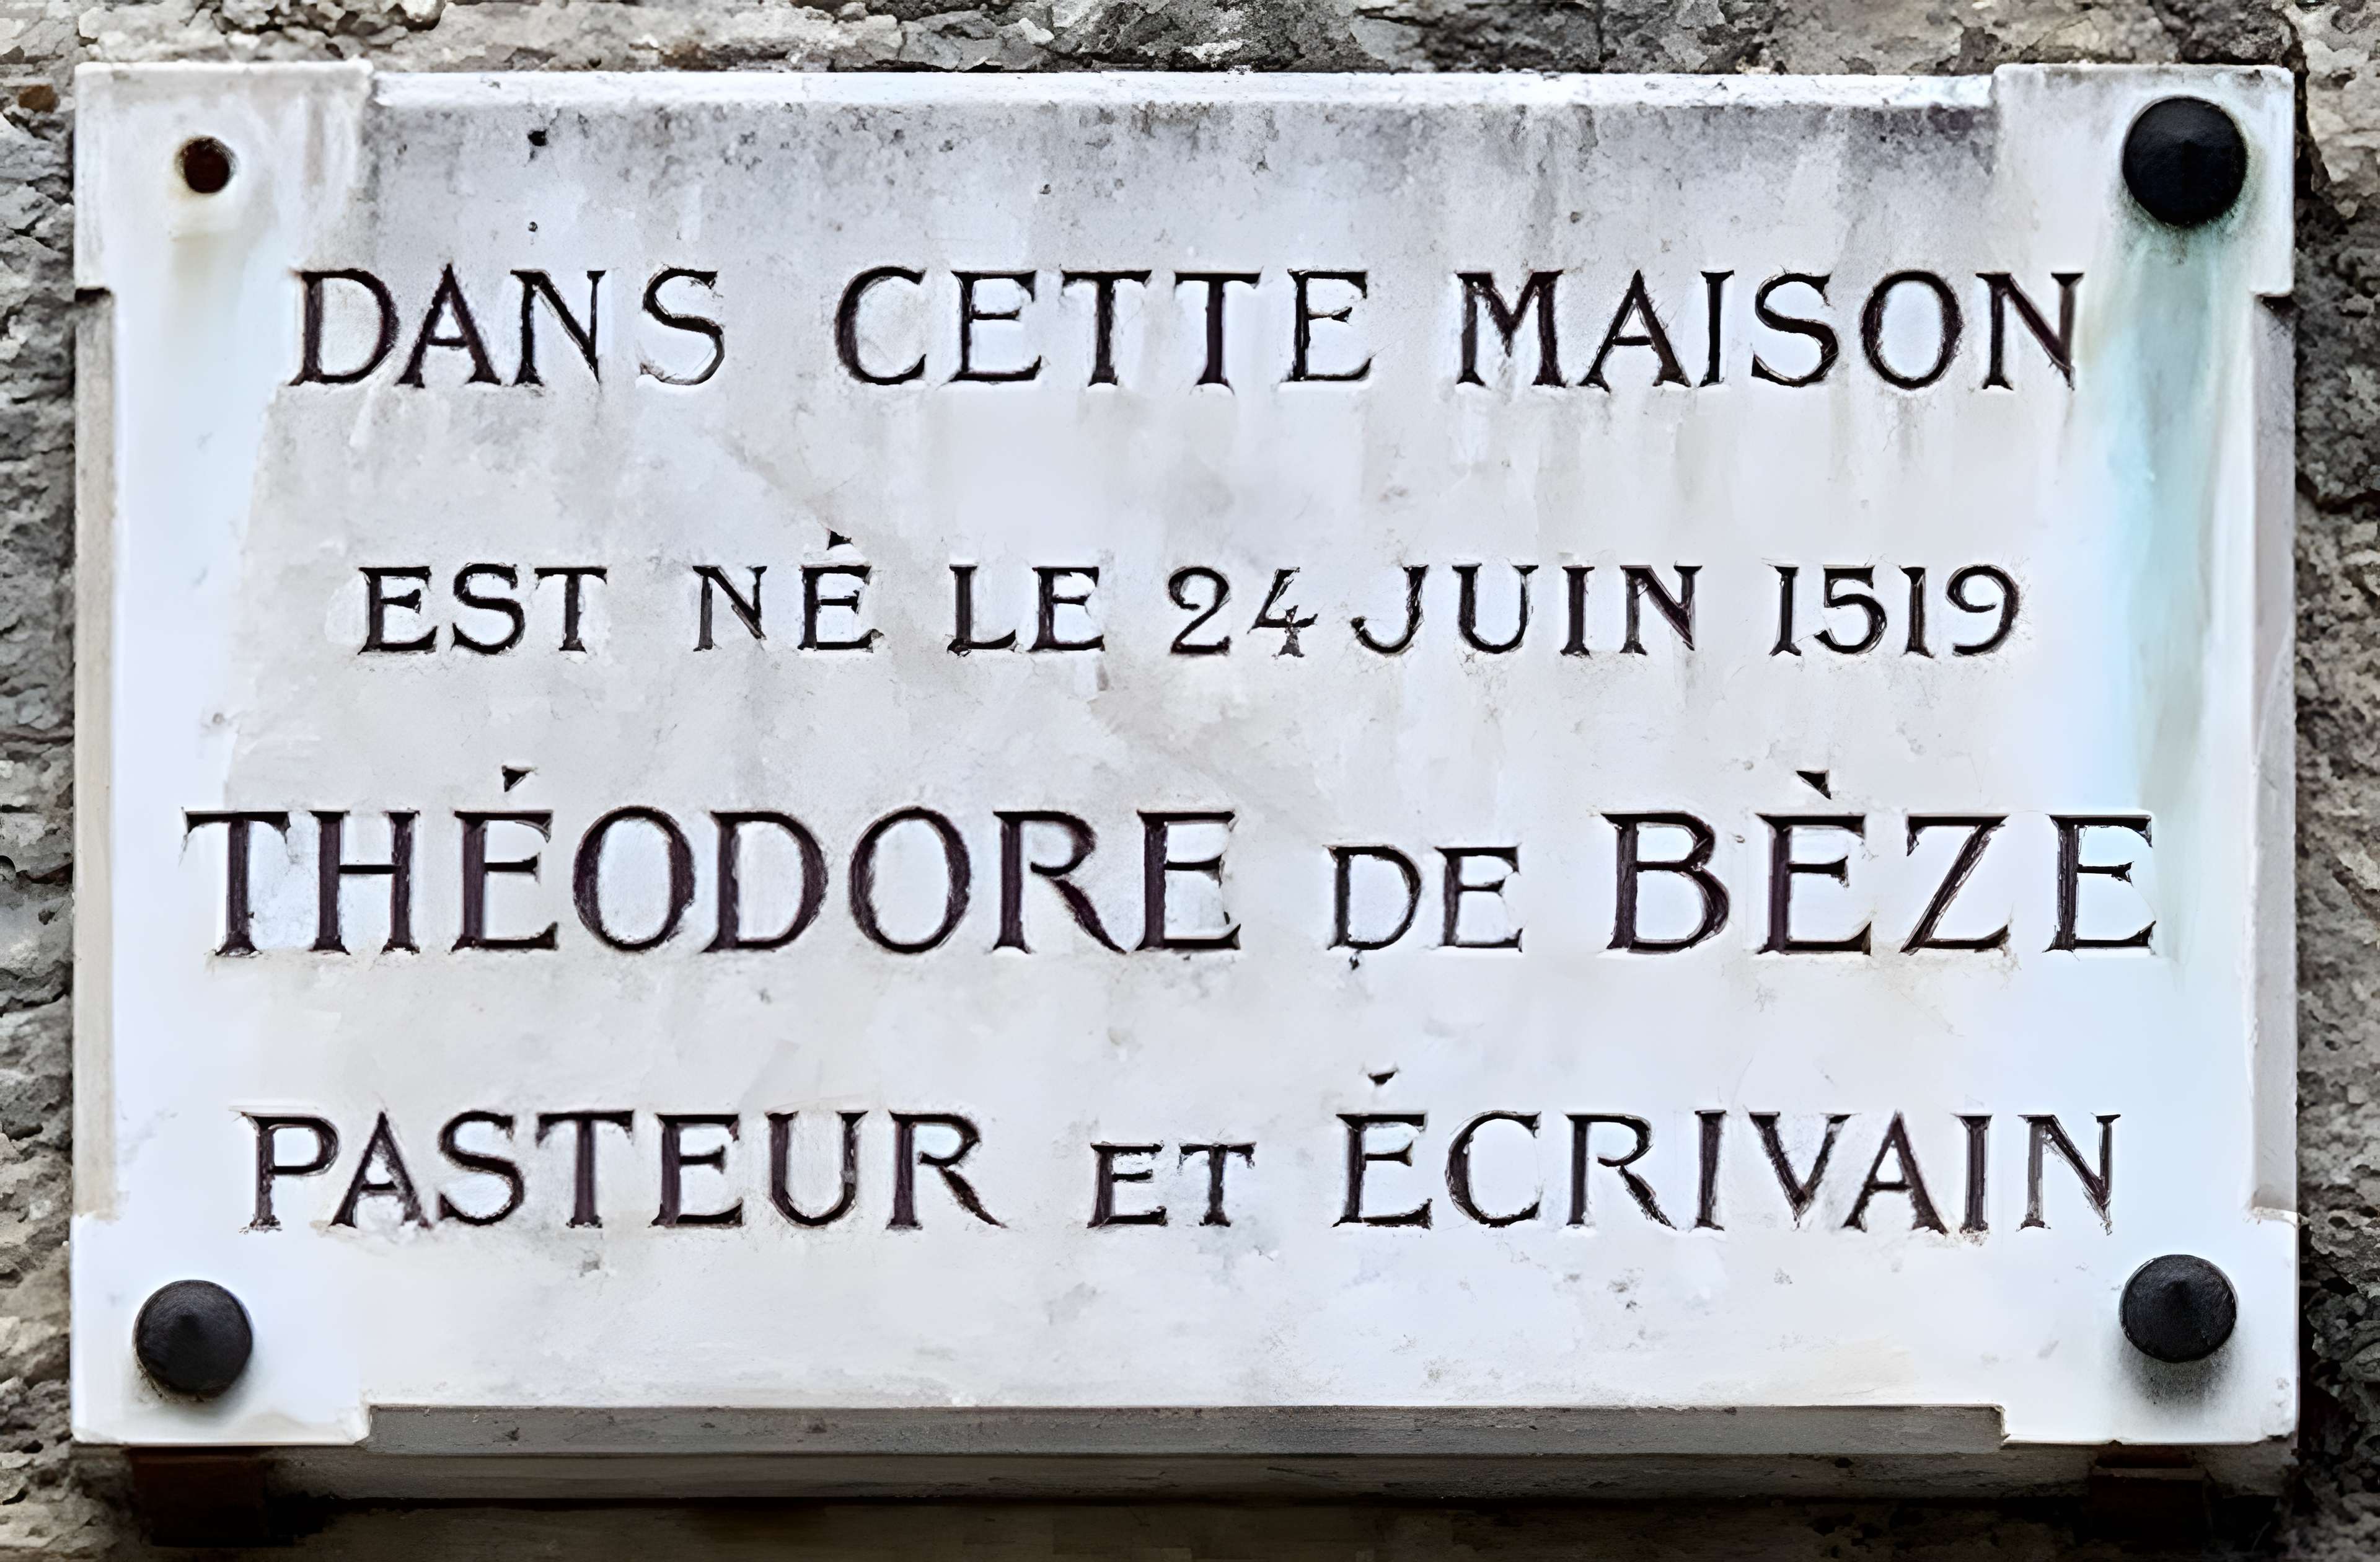 DANS CETTE MAISON
EST NÉ LE 24 JUIN 1519
THÉODORE DE BÈZE
PASTEUR ET ÉCRIVAIN